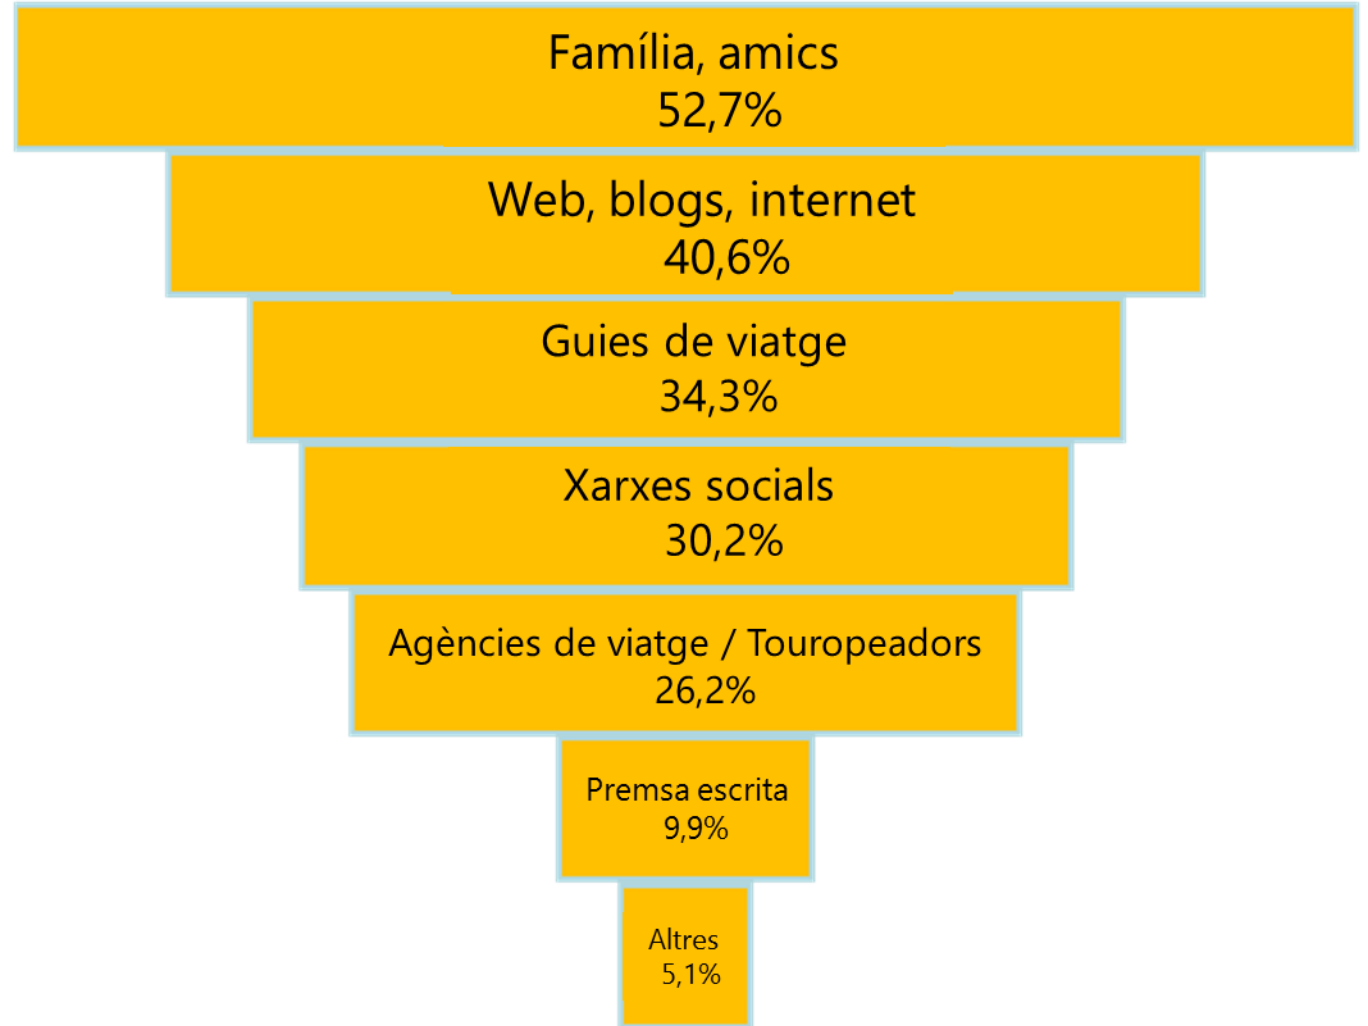 Família, amics
52,7%
Web, blogs, internet
40,6%
Guies de viatge
34,3%
Xarxes socials
30,2%
Agències de viatge / Touropeadors
26,2%
Premsa escrita
9,9%
Altres
5,1%